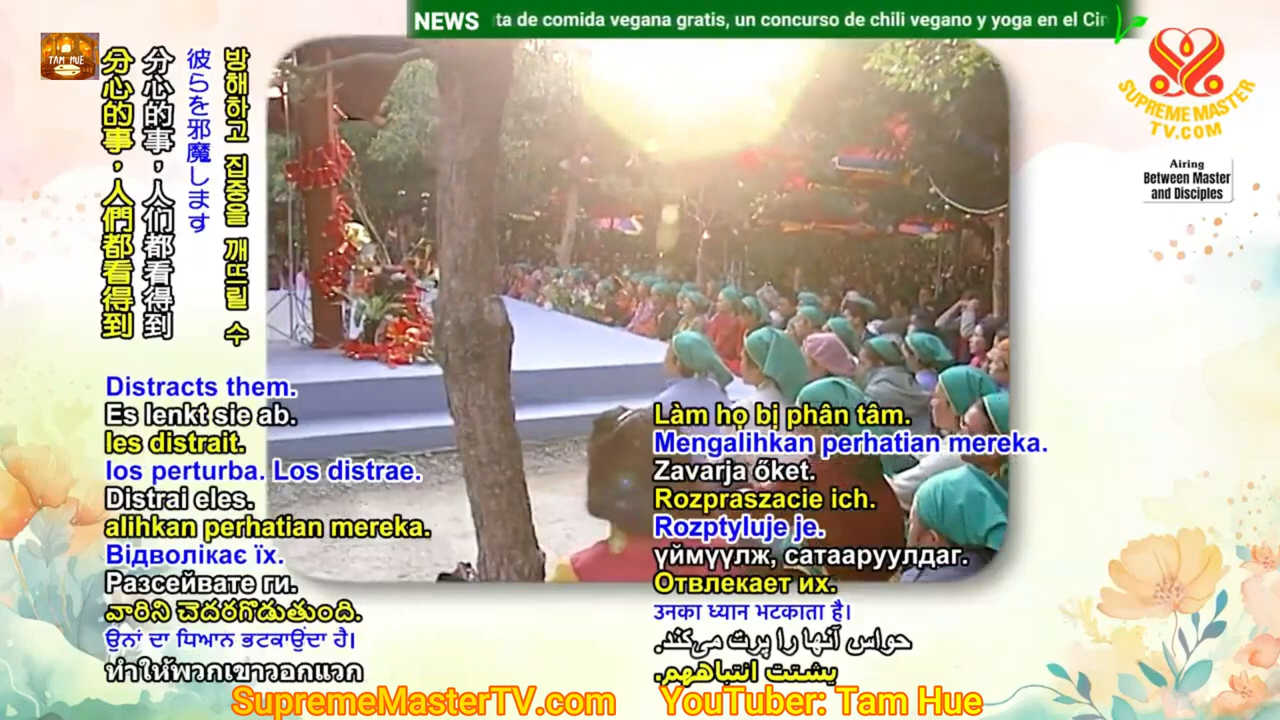 NEWS ta de comida vegana gratis, un concurso de chili vegano y yoga en el Cin
TAM HUE
SUPREME MASTER
TV.COM
Airing
Between Master
and Disciples
방해하고 집중을 깨뜨릴 수
彼らを邪魔します
分心的事，人们都看得到
分心的事，人們都看得到
Distracts them.
Es lenkt sie ab.
les distrait.
los perturba. Los distrae.
Distrai eles.
alihkan perhatian mereka.
Відволікає їх.
Разсейвате ги.
వారిని చెదరగొడుతుంది.
ਉਨਾਂ ਦਾ ਧਿਆਨ ਭਟਕਾਉਂਦਾ ਹੈ।
ทำให้พวกเขาวอกแวก
Làm họ bị phân tâm.
Mengalihkan perhatian mereka.
Zavarja őket.
Rozpraszacie ich.
Rozptyluje je.
үймүүлж, сатааруулдаг.
Отвлекает их.
उनका ध्यान भटकाता है।
حواس آنها را پرت می‌کند.
يشتت انتباههم.
SupremeMasterTV.com YouTuber: Tam Hue